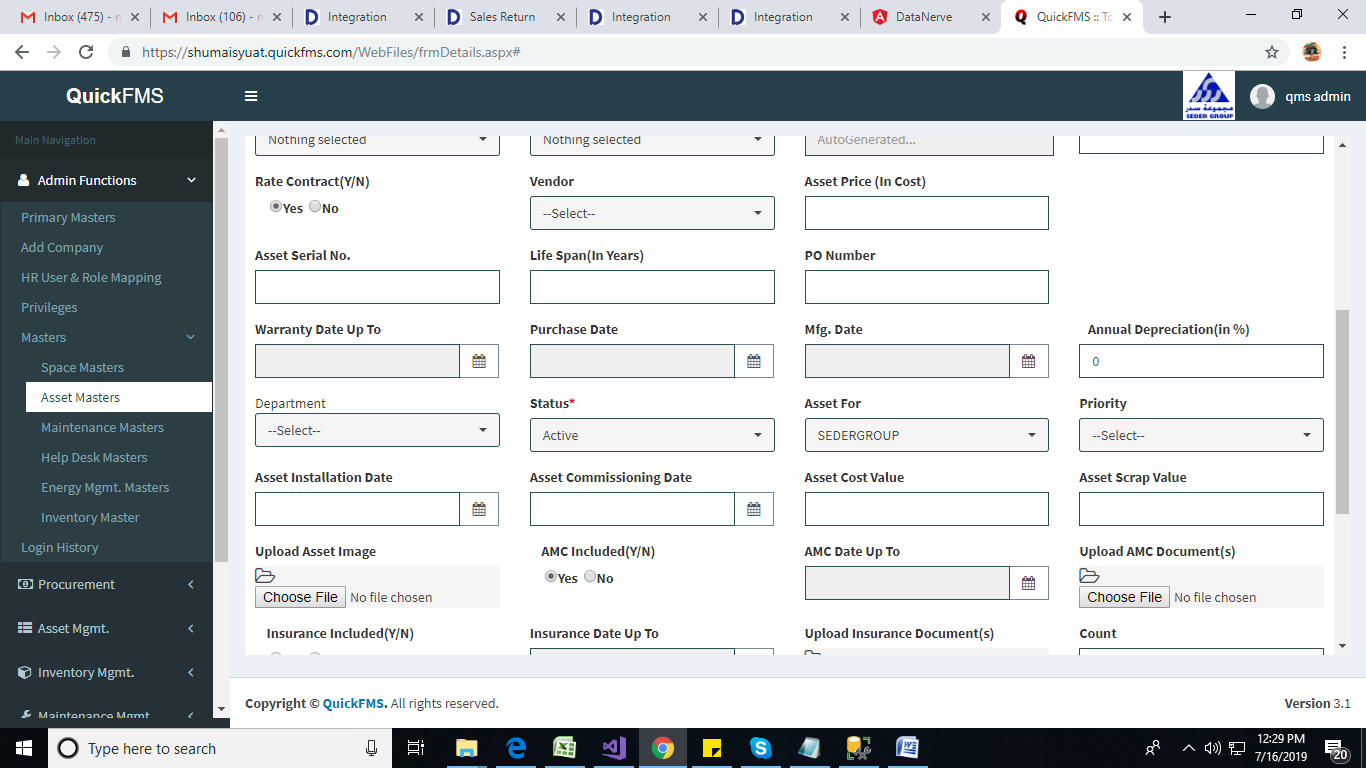 Inbox (475) - n
Inbox (106) - n
Integration
Sales Return
Integration
Integration
DataNerve
QuickFMS :: To
https://shumaisyuat.quickfms.com/WebFiles/frmDetails.aspx#
QuickFMS
مجموعة سدر
SEDER GROUP
qms admin
Main Navigation
Admin Functions
Primary Masters
Add Company
HR User & Role Mapping
Privileges
Masters
Space Masters
Asset Masters
Maintenance Masters
Help Desk Masters
Energy Mgmt. Masters
Inventory Master
Login History
Procurement
Asset Mgmt.
Inventory Mgmt.
Maintenance Mgmt.
Nothing selected
Nothing selected
AutoGenerated...
Rate Contract(Y/N)
Vendor
Asset Price (In Cost)
Yes No
--Select--
Asset Serial No.
Life Span(In Years)
PO Number
Warranty Date Up To
Purchase Date
Mfg. Date
Annual Depreciation(in %)
0
Department
Status*
Asset For
Priority
--Select--
Active
SEDERGROUP
--Select--
Asset Installation Date
Asset Commissioning Date
Asset Cost Value
Asset Scrap Value
Upload Asset Image
AMC Included(Y/N)
AMC Date Up To
Upload AMC Document(s)
Yes No
Choose File No file chosen
Choose File No file chosen
Insurance Included(Y/N)
Insurance Date Up To
Upload Insurance Document(s)
Count
Copyright © QuickFMS. All rights reserved.
Version 3.1
Type here to search
12:29 PM
7/16/2019
20